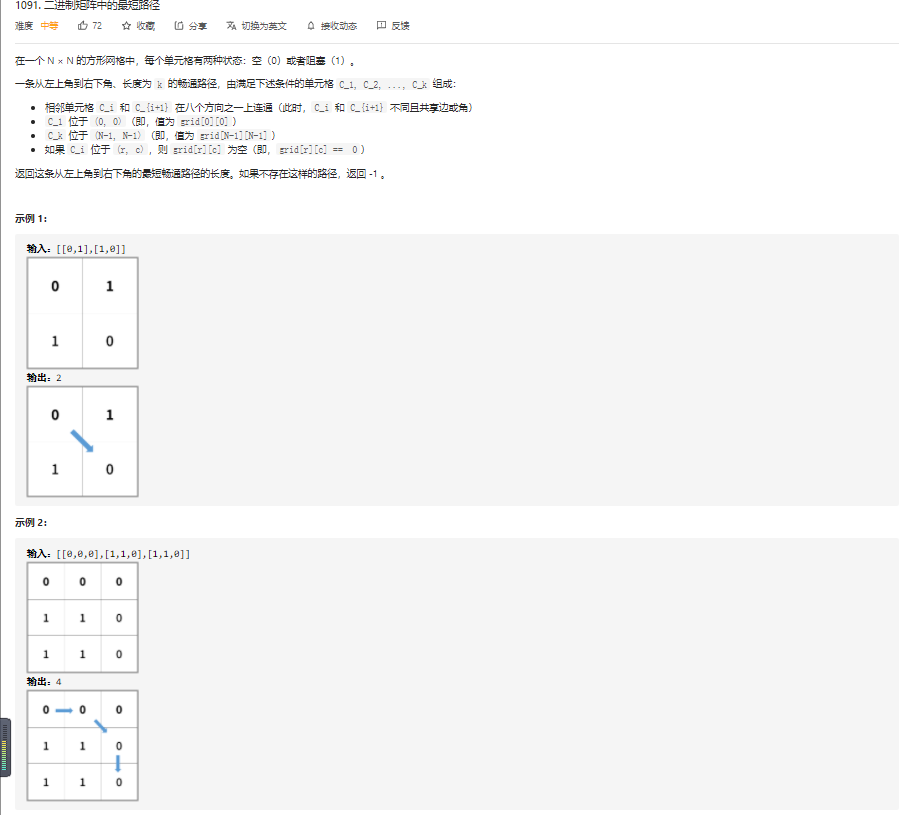 1091. 二进制矩阵中的最短路径
难度 中等 72 收藏 分享 切换为英文 接收动态 反馈
在一个 N × N 的方形网格中，每个单元格有两种状态：空（0）或者阻塞（1）。
一条从左上角到右下角、长度为 k 的畅通路径，由满足下述条件的单元格 C_1, C_2, ..., C_k 组成：
相邻单元格 C_i 和 C_{i+1} 在八个方向之一上连通（此时，C_i 和 C_{i+1} 不同且共享边或角）
C_1 位于 (0, 0)（即，值为 grid[0][0]）
C_k 位于 (N-1, N-1)（即，值为 grid[N-1][N-1]）
如果 C_i 位于 (r, c)，则 grid[r][c] 为空（即，grid[r][c] == 0）
返回这条从左上角到右下角的最短畅通路径的长度。如果不存在这样的路径，返回 -1 。
示例 1：
输入：[[0,1],[1,0]]
0 1
1 0
输出：2
0 1
1 0
示例 2：
输入：[[0,0,0],[1,1,0],[1,1,0]]
0 0 0
1 1 0
1 1 0
输出：4
0 0 0
1 1 0
1 1 0